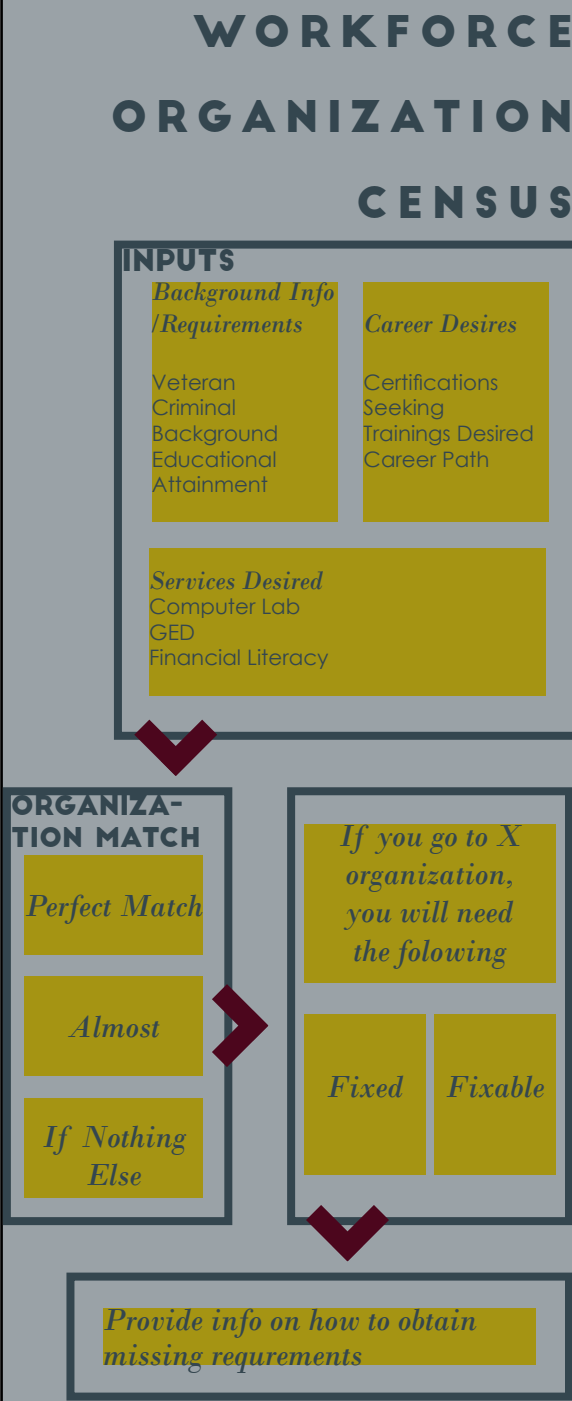 WORKFORCE
ORGANIZATION
CENSUS
INPUTS
Background Info
/Requirements
Veteran
Criminal
Background
Educational
Attainment
Career Desires
Certifications
Seeking
Trainings Desired
Career Path
Services Desired
Computer Lab
GED
Financial Literacy
ORGANIZA-
TION MATCH
Perfect Match
Almost
If Nothing
Else
If you go to X
organization,
you will need
the folowing
Fixed
Fixable
Provide info on how to obtain
missing requrements